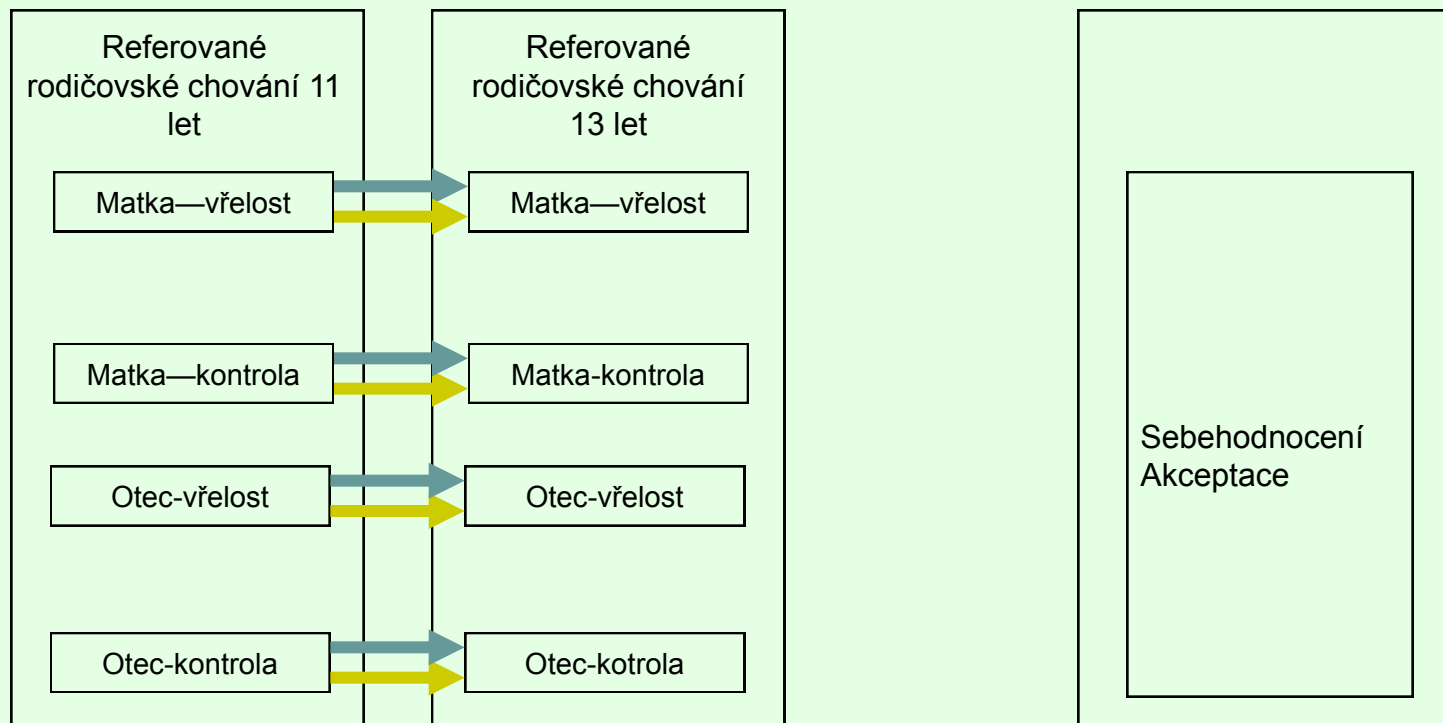 Referované
rodičovské chování 11
let
Matka—vřelost
Matka—kontrola
Otec-vřelost
Otec-kontrola
Referované
rodičovské chování
13 let
Matka—vřelost
Matka-kontrola
Otec-vřelost
Otec-kotrola
Sebehodnocení
Akceptace